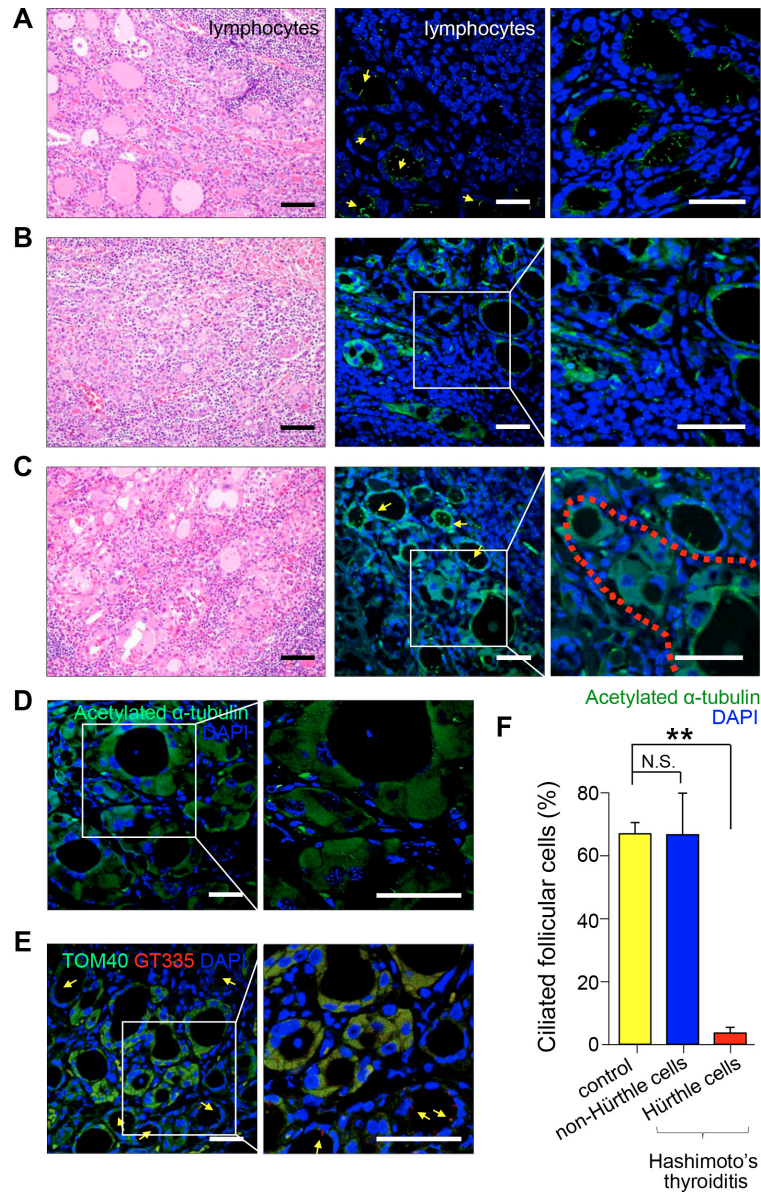 A
lymphocytes
lymphocytes
B
C
D
Acetylated α-tubulin
DAPI
E
TOM40 GT335 DAPI
Acetylated α-tubulin
DAPI
F
**
N.S.
80
60
40
20
0
Ciliated follicular cells (%)
control
non-Hürthle cells
Hürthle cells
Hashimoto's
thyroiditis